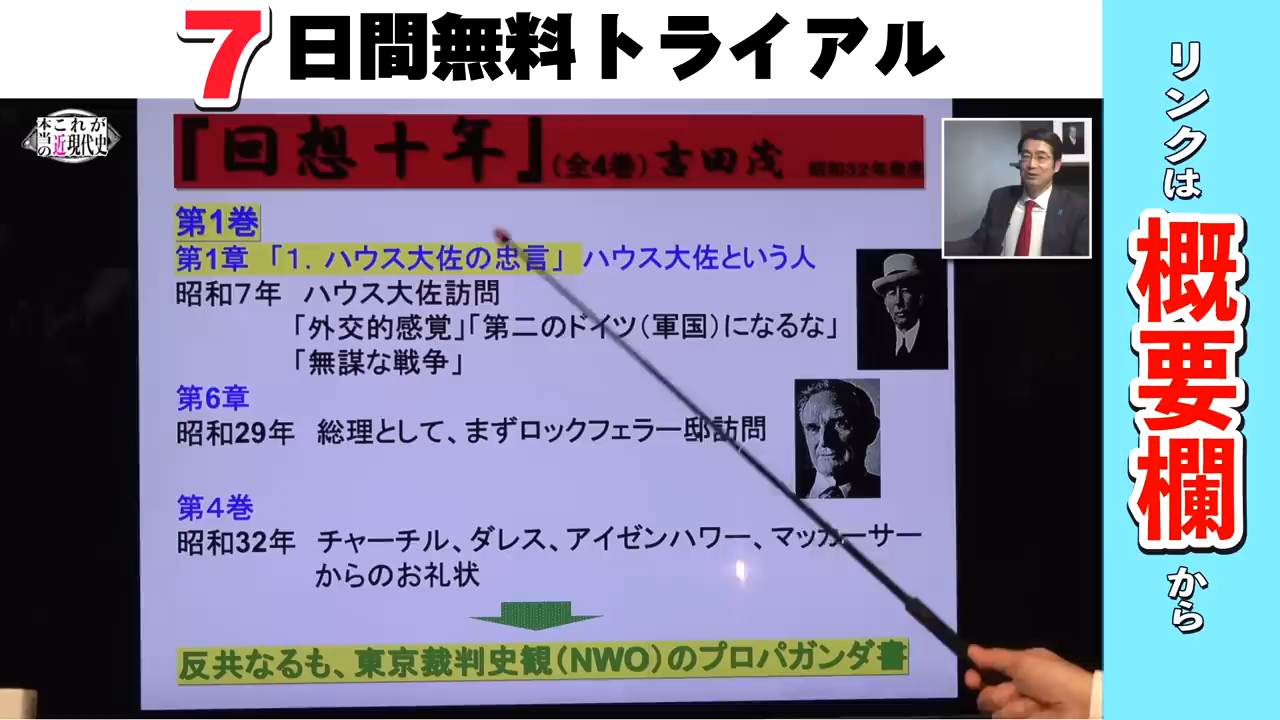 7日間無料トライアル
本当の
これが
近現代史
『回想十年』(全4巻) 吉田茂 昭和32年発売
第1巻
第1章 「1. ハウス大佐の忠言」 ハウス大佐という人
昭和7年 ハウス大佐訪問
「外交的感覚」「第二のドイツ(軍国)になるな」
「無謀な戦争」
第6章
昭和29年 総理として、まずロックフェラー邸訪問
第4巻
昭和32年 チャーチル、ダレス、アイゼンハワー、マッカーサー
からのお礼状
反共なるも、東京裁判史観(NWO)のプロパガンダ書
リンクは
概要欄
から